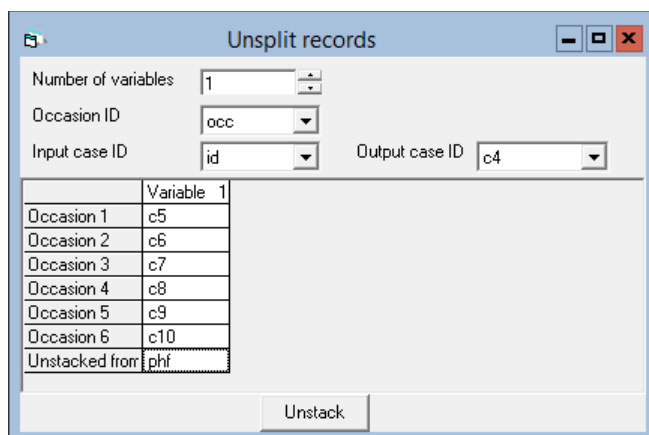 Unsplit records
Number of variables 1
Occasion ID occ
Input case ID id Output case ID c4
Variable 1
Occasion 1 c5
Occasion 2 c6
Occasion 3 c7
Occasion 4 c8
Occasion 5 c9
Occasion 6 c10
Unstacked from phf
Unstack